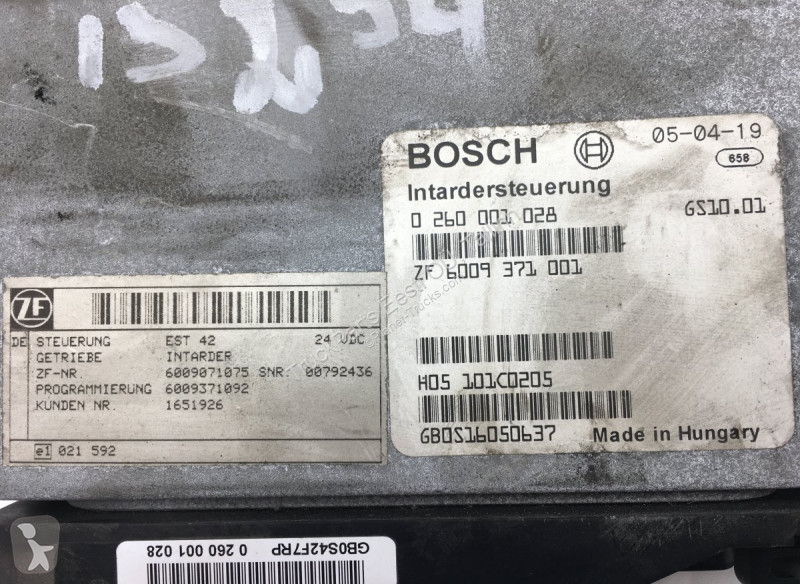 BOSCH
05-04-19
658
Intardersteuerung
0 260 001 028
GS10.01
ZF 6009 371 001
H05 101C0205
GB0S16050637
Made in Hungary
ZF
DE STEUERUNG EST 42 24 VDC
GETRIEBE INTARDER
ZF-NR. 6009071075 SNR: 00792436
PROGRAMMIERUNG 6009371092
KUNDEN NR. 1651926
e1 021 592
GB0S42F7RP
0 260 001 028